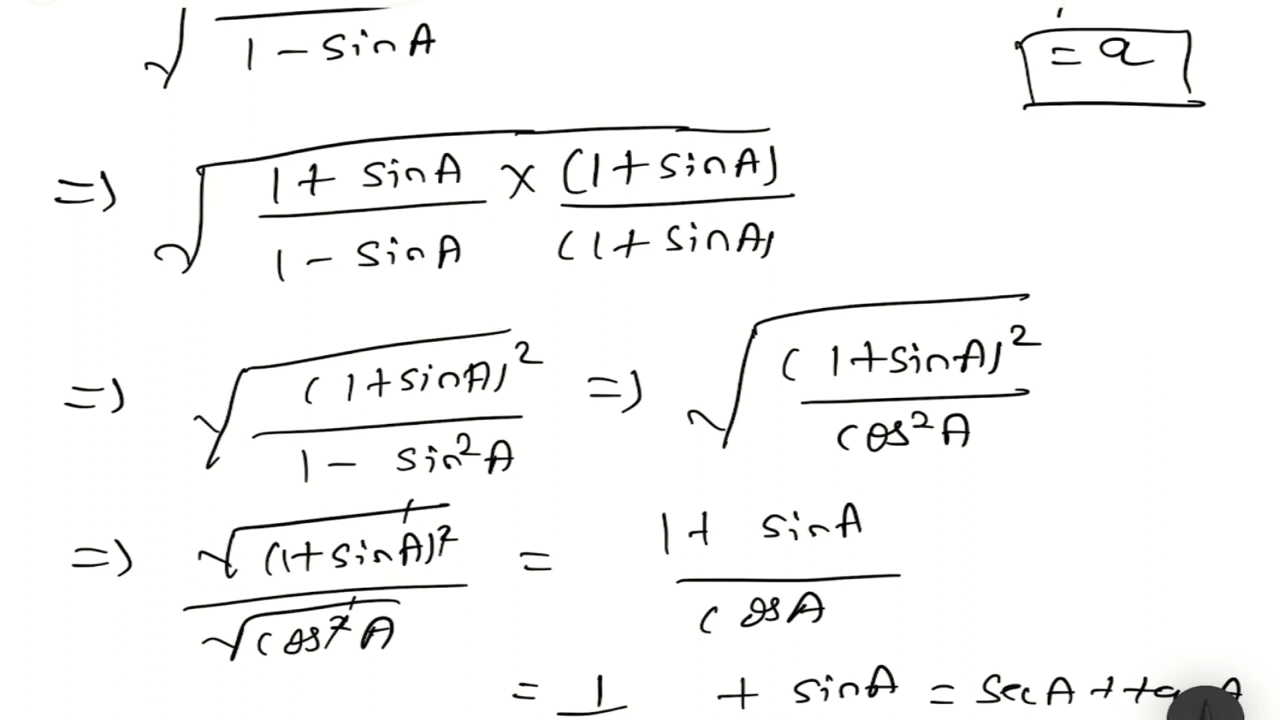 √ 1 - sinA
= a
=) √ 1 + sinA / 1 - sinA × (1 + sinA) / (1 + sinA)
=) √ (1 + sinA)² / 1 - sin²A =) √ (1 + sinA)² / cos²A
=) √(1 + sinA)² / √cos²A = 1 + sinA / cosA
= 1 + sinA = secA +